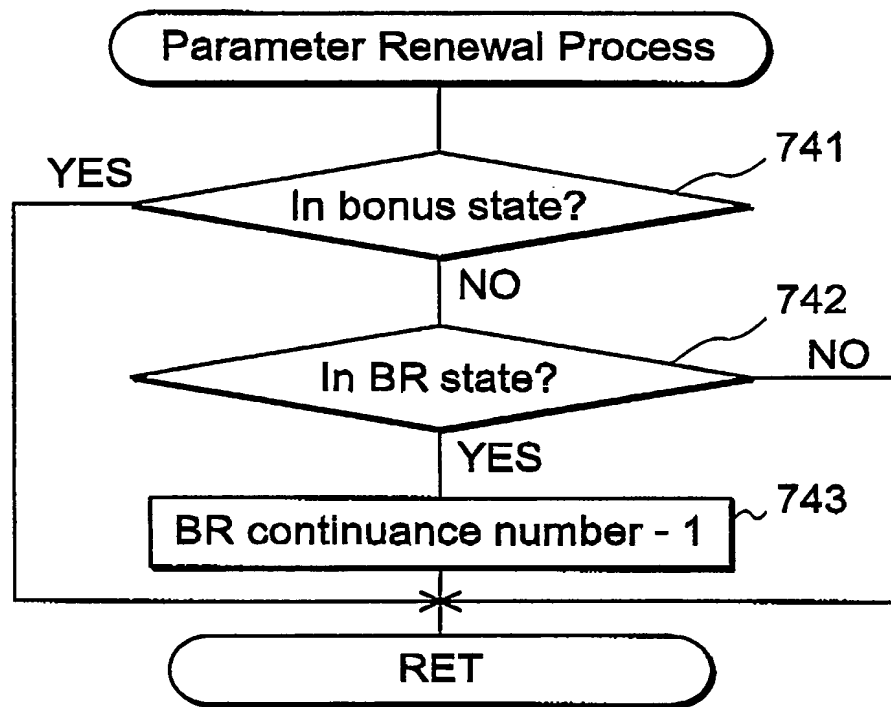 Parameter Renewal Process
741
YES
In bonus state?
NO
742
NO
In BR state?
YES
743
BR continuance number - 1
RET